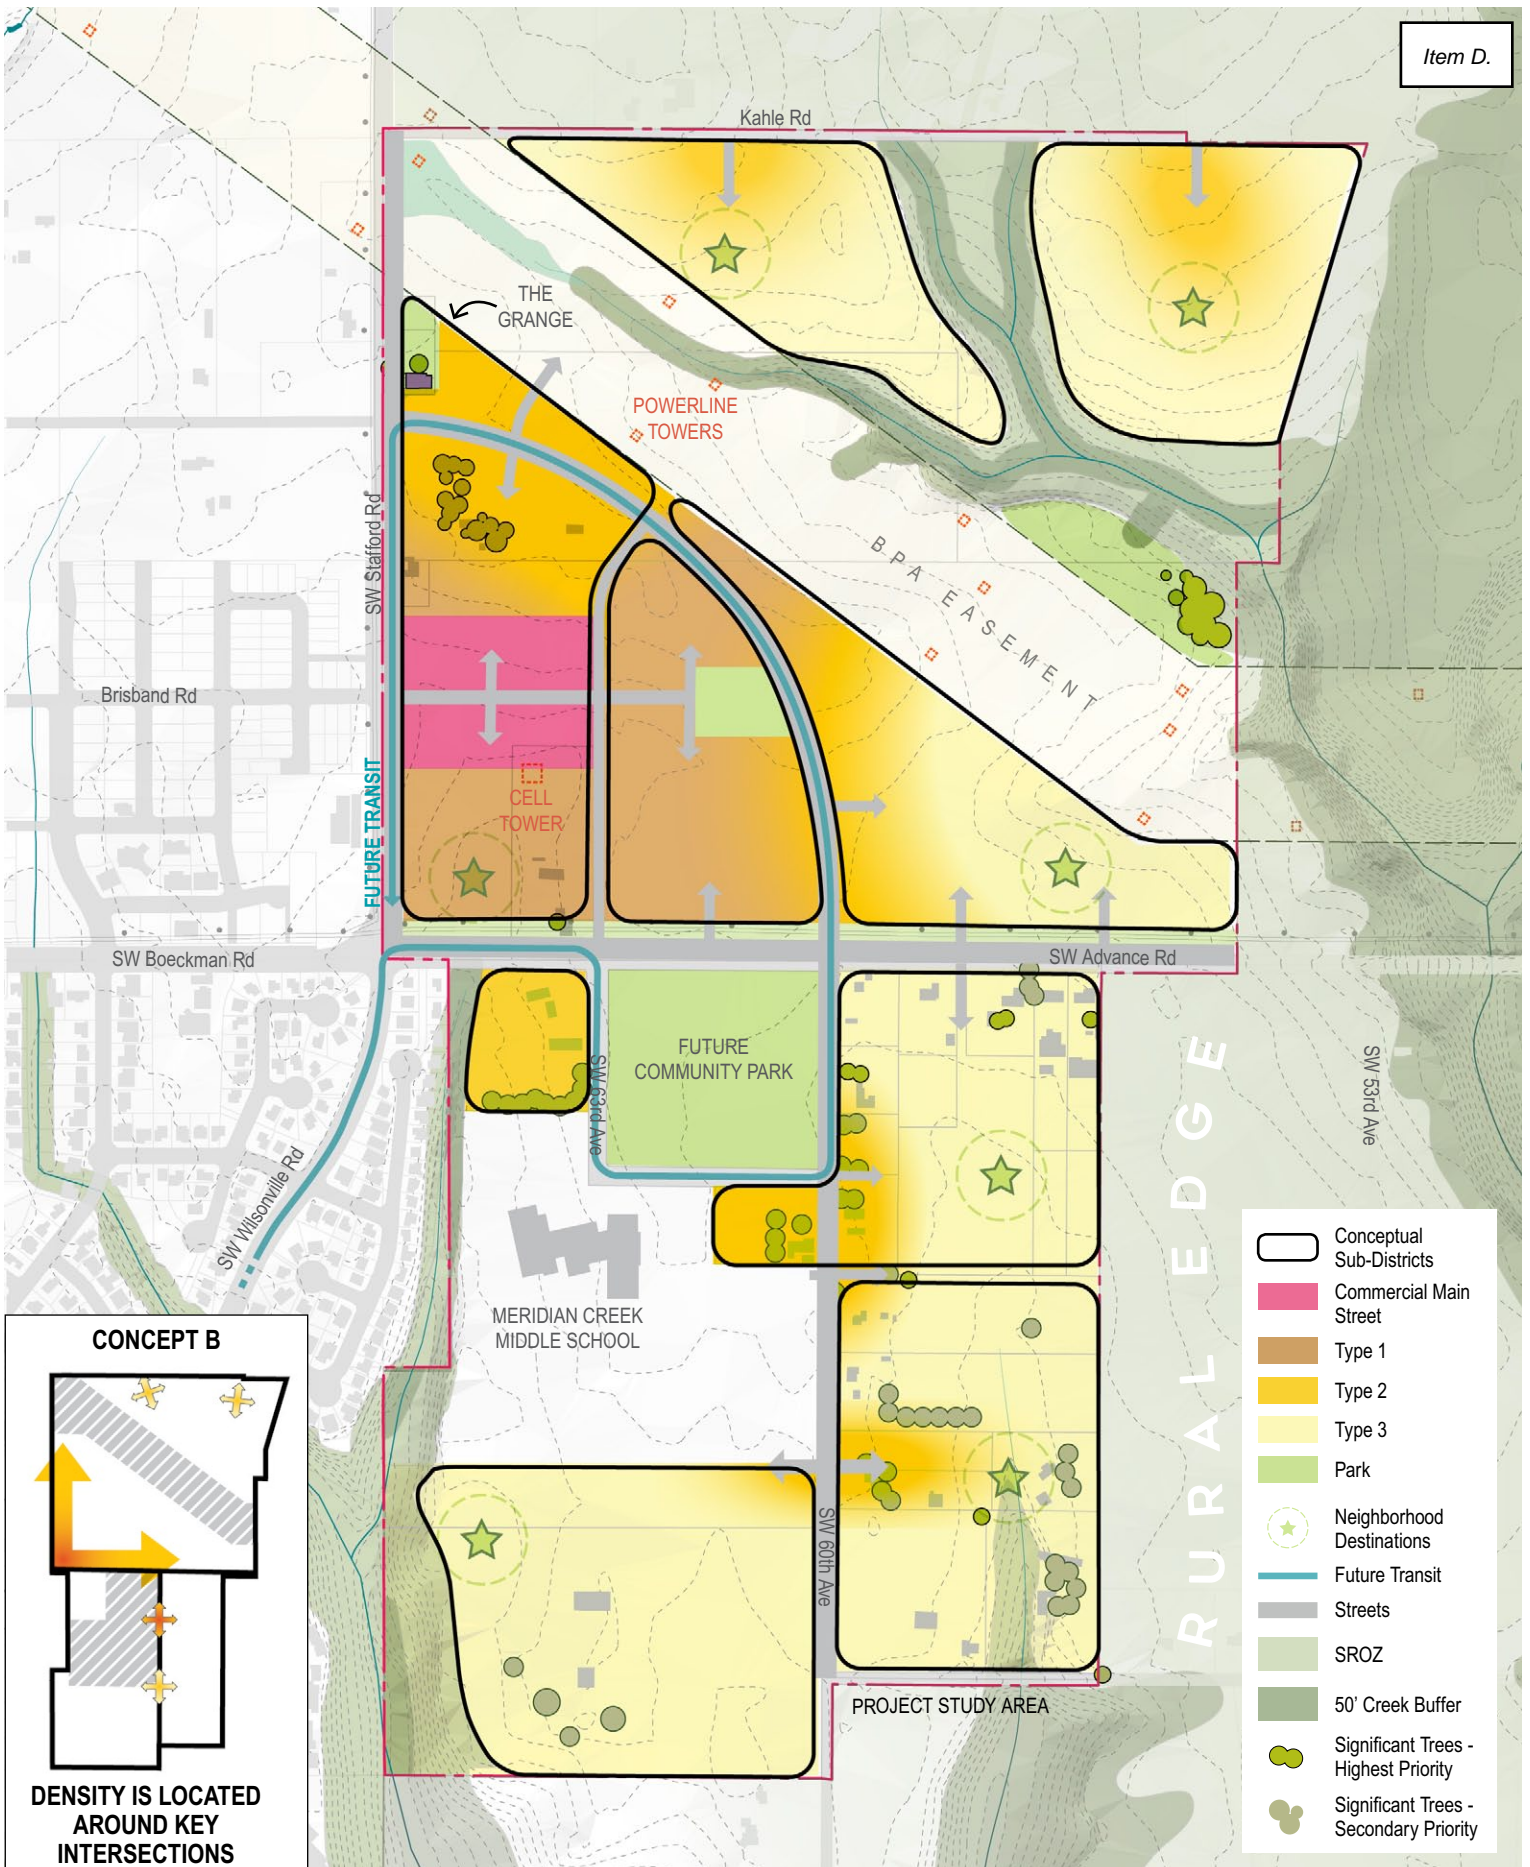 Item D.
Kahle Rd
THE
GRANGE
POWERLINE
TOWERS
SW Stafford Rd
BPA EASEMENT
Brisband Rd
FUTURE TRANSIT
CELL
TOWER
SW Boeckman Rd
SW Advance Rd
FUTURE
COMMUNITY PARK
SW 63rd Ave
SW 53rd Ave
RURAL EDGE
SW Wilsonville Rd
MERIDIAN CREEK
MIDDLE SCHOOL
SW 60th Ave
PROJECT STUDY AREA
CONCEPT B
DENSITY IS LOCATED
AROUND KEY
INTERSECTIONS
Conceptual
Sub-Districts
Commercial Main
Street
Type 1
Type 2
Type 3
Park
Neighborhood
Destinations
Future Transit
Streets
SROZ
50' Creek Buffer
Significant Trees -
Highest Priority
Significant Trees -
Secondary Priority